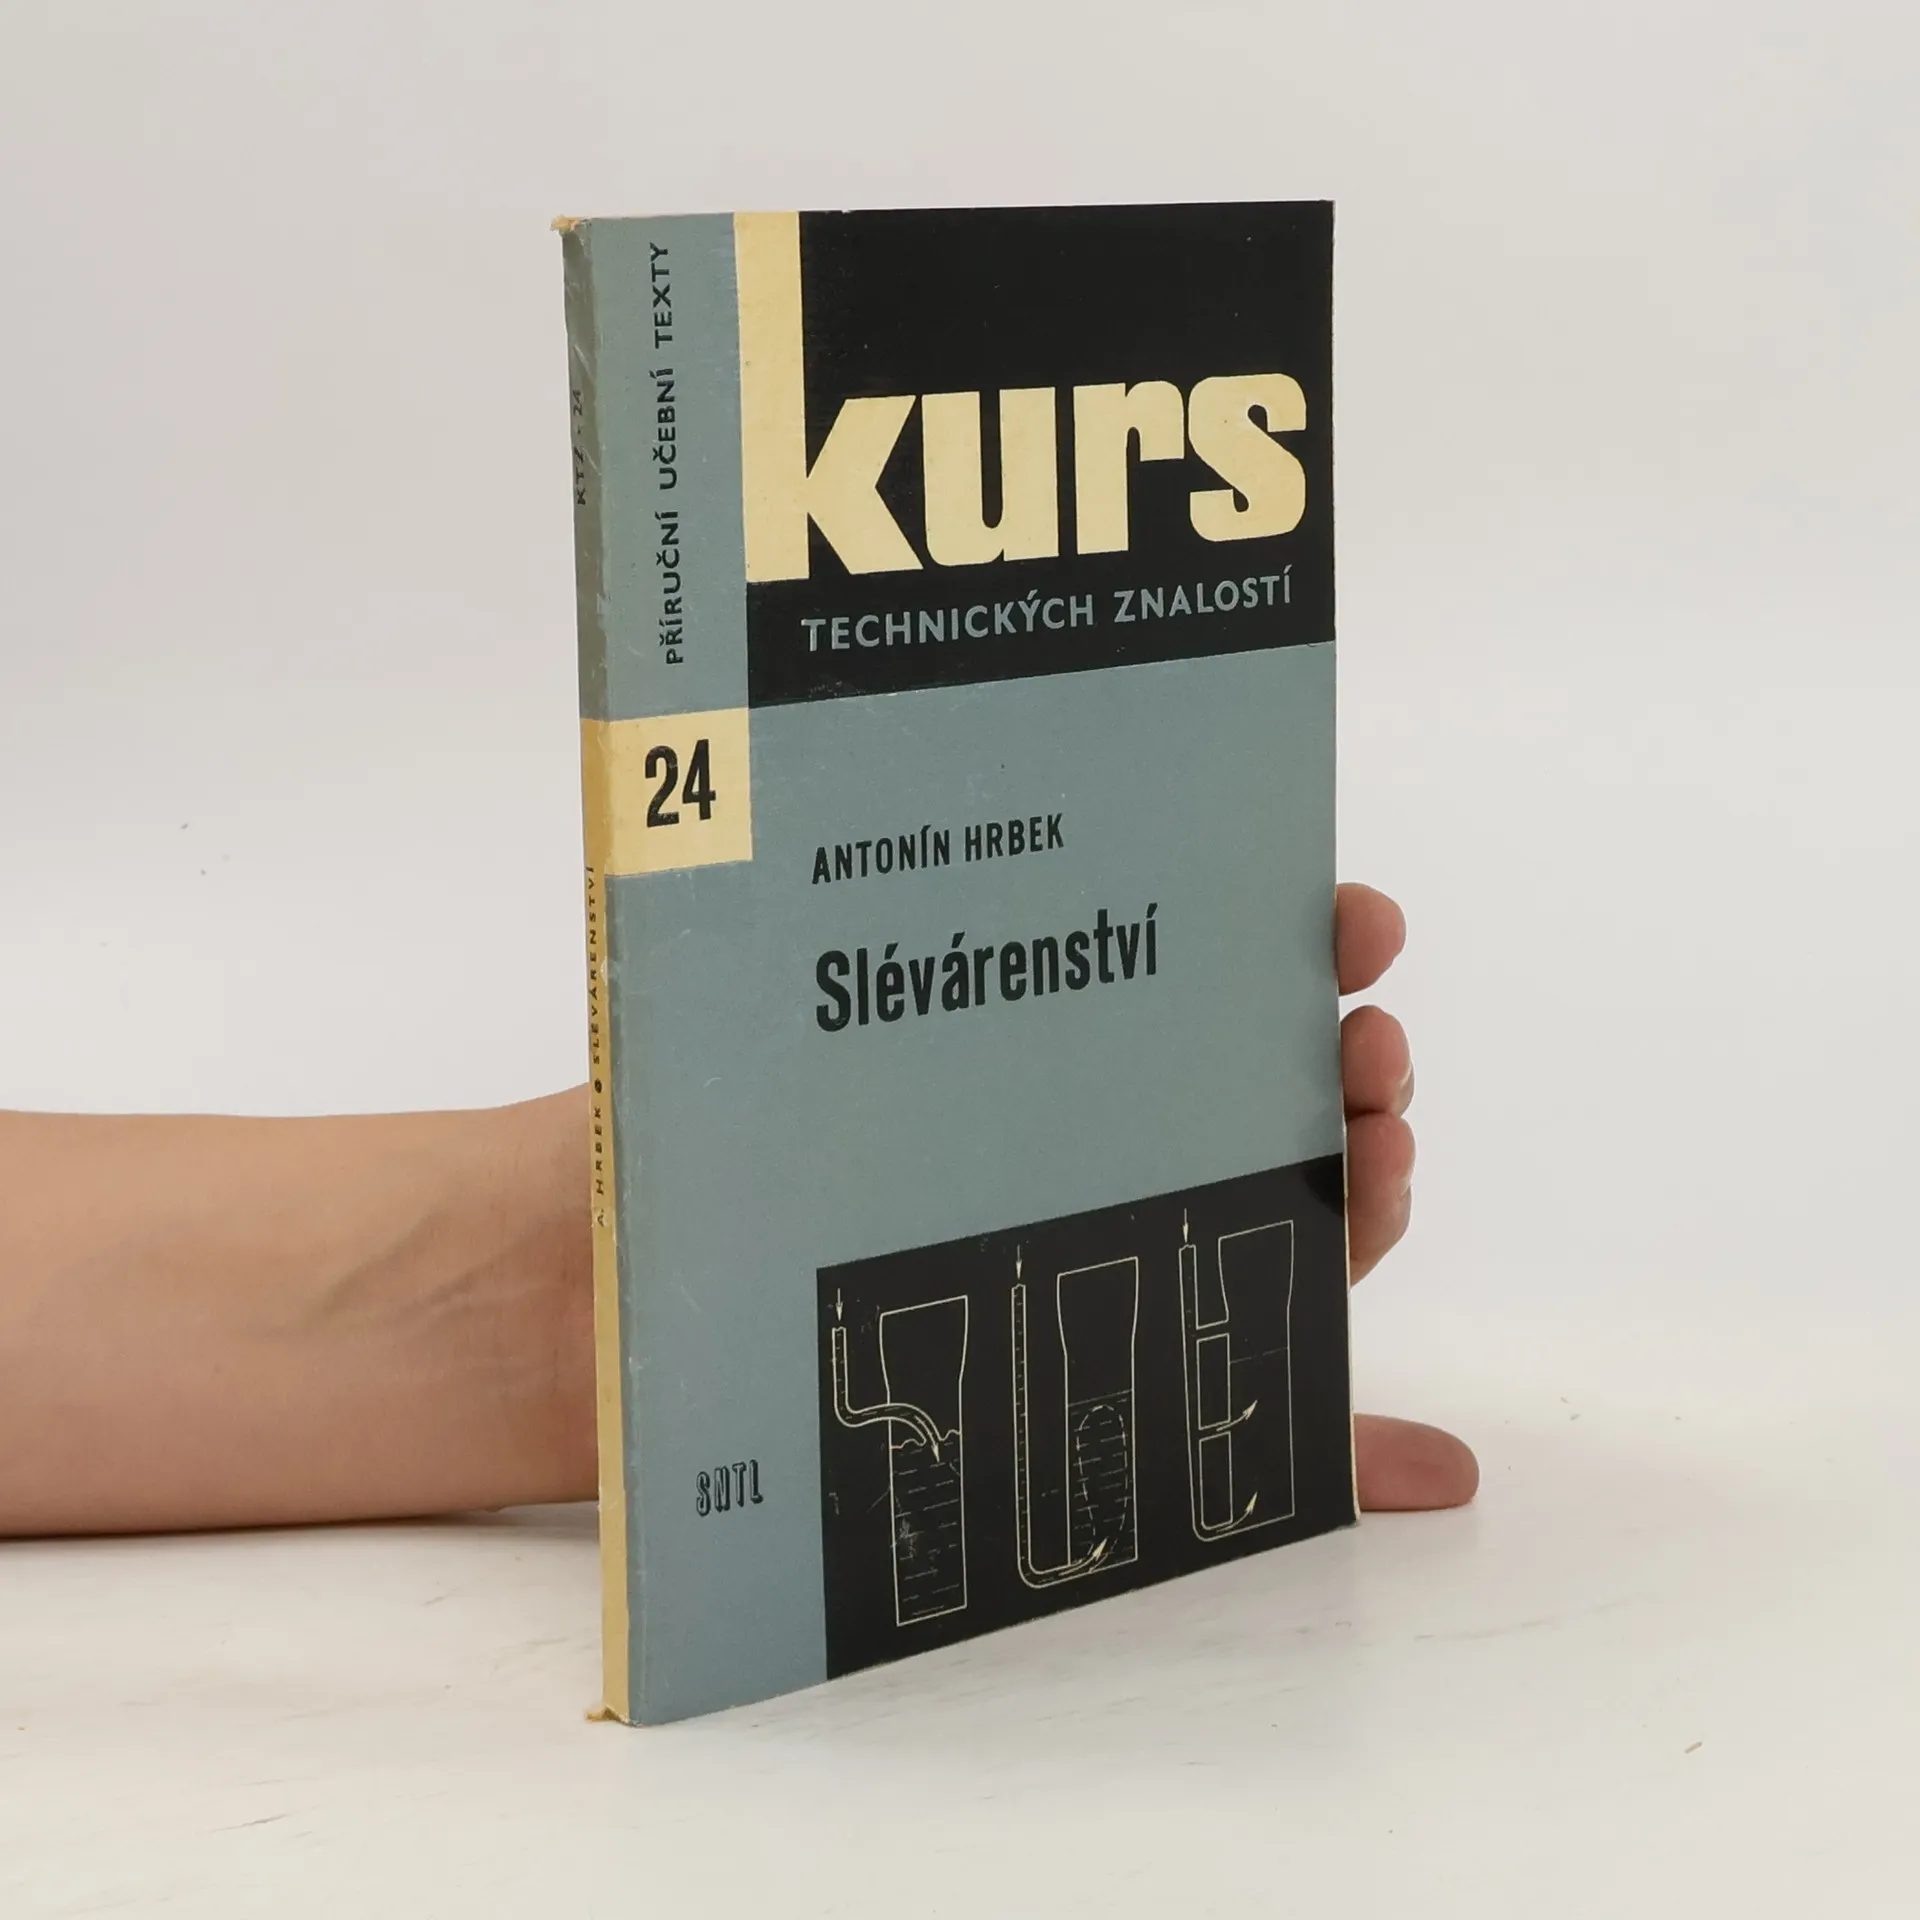 kurs
TECHNICKÝCH ZNALOSTÍ
PŘÍRUČNÍ UČEBNÍ TEXTY
24
ANTONÍN HRBEK
Slévárenství
SNTL
KTZ - 24
A. HRBEK ● SLÉVÁRENSTVÍ